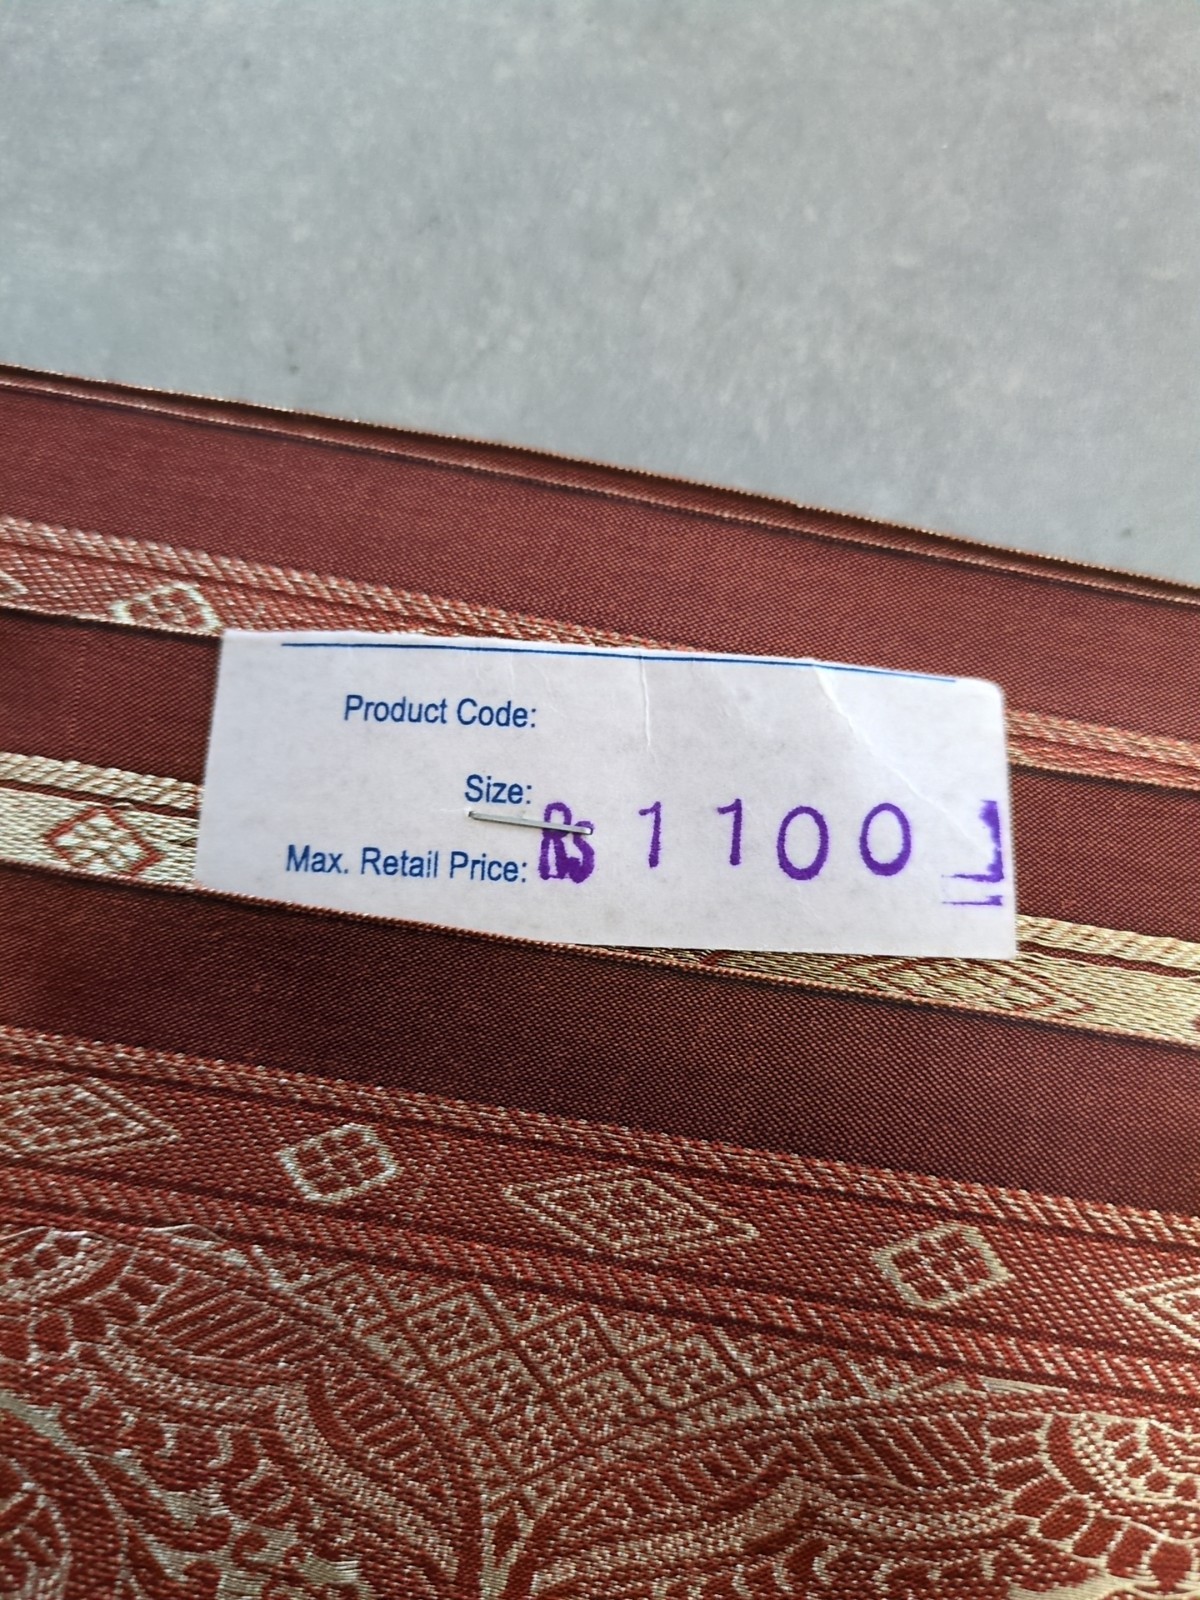 Product Code:
Size:
Max. Retail Price: Rs 1100